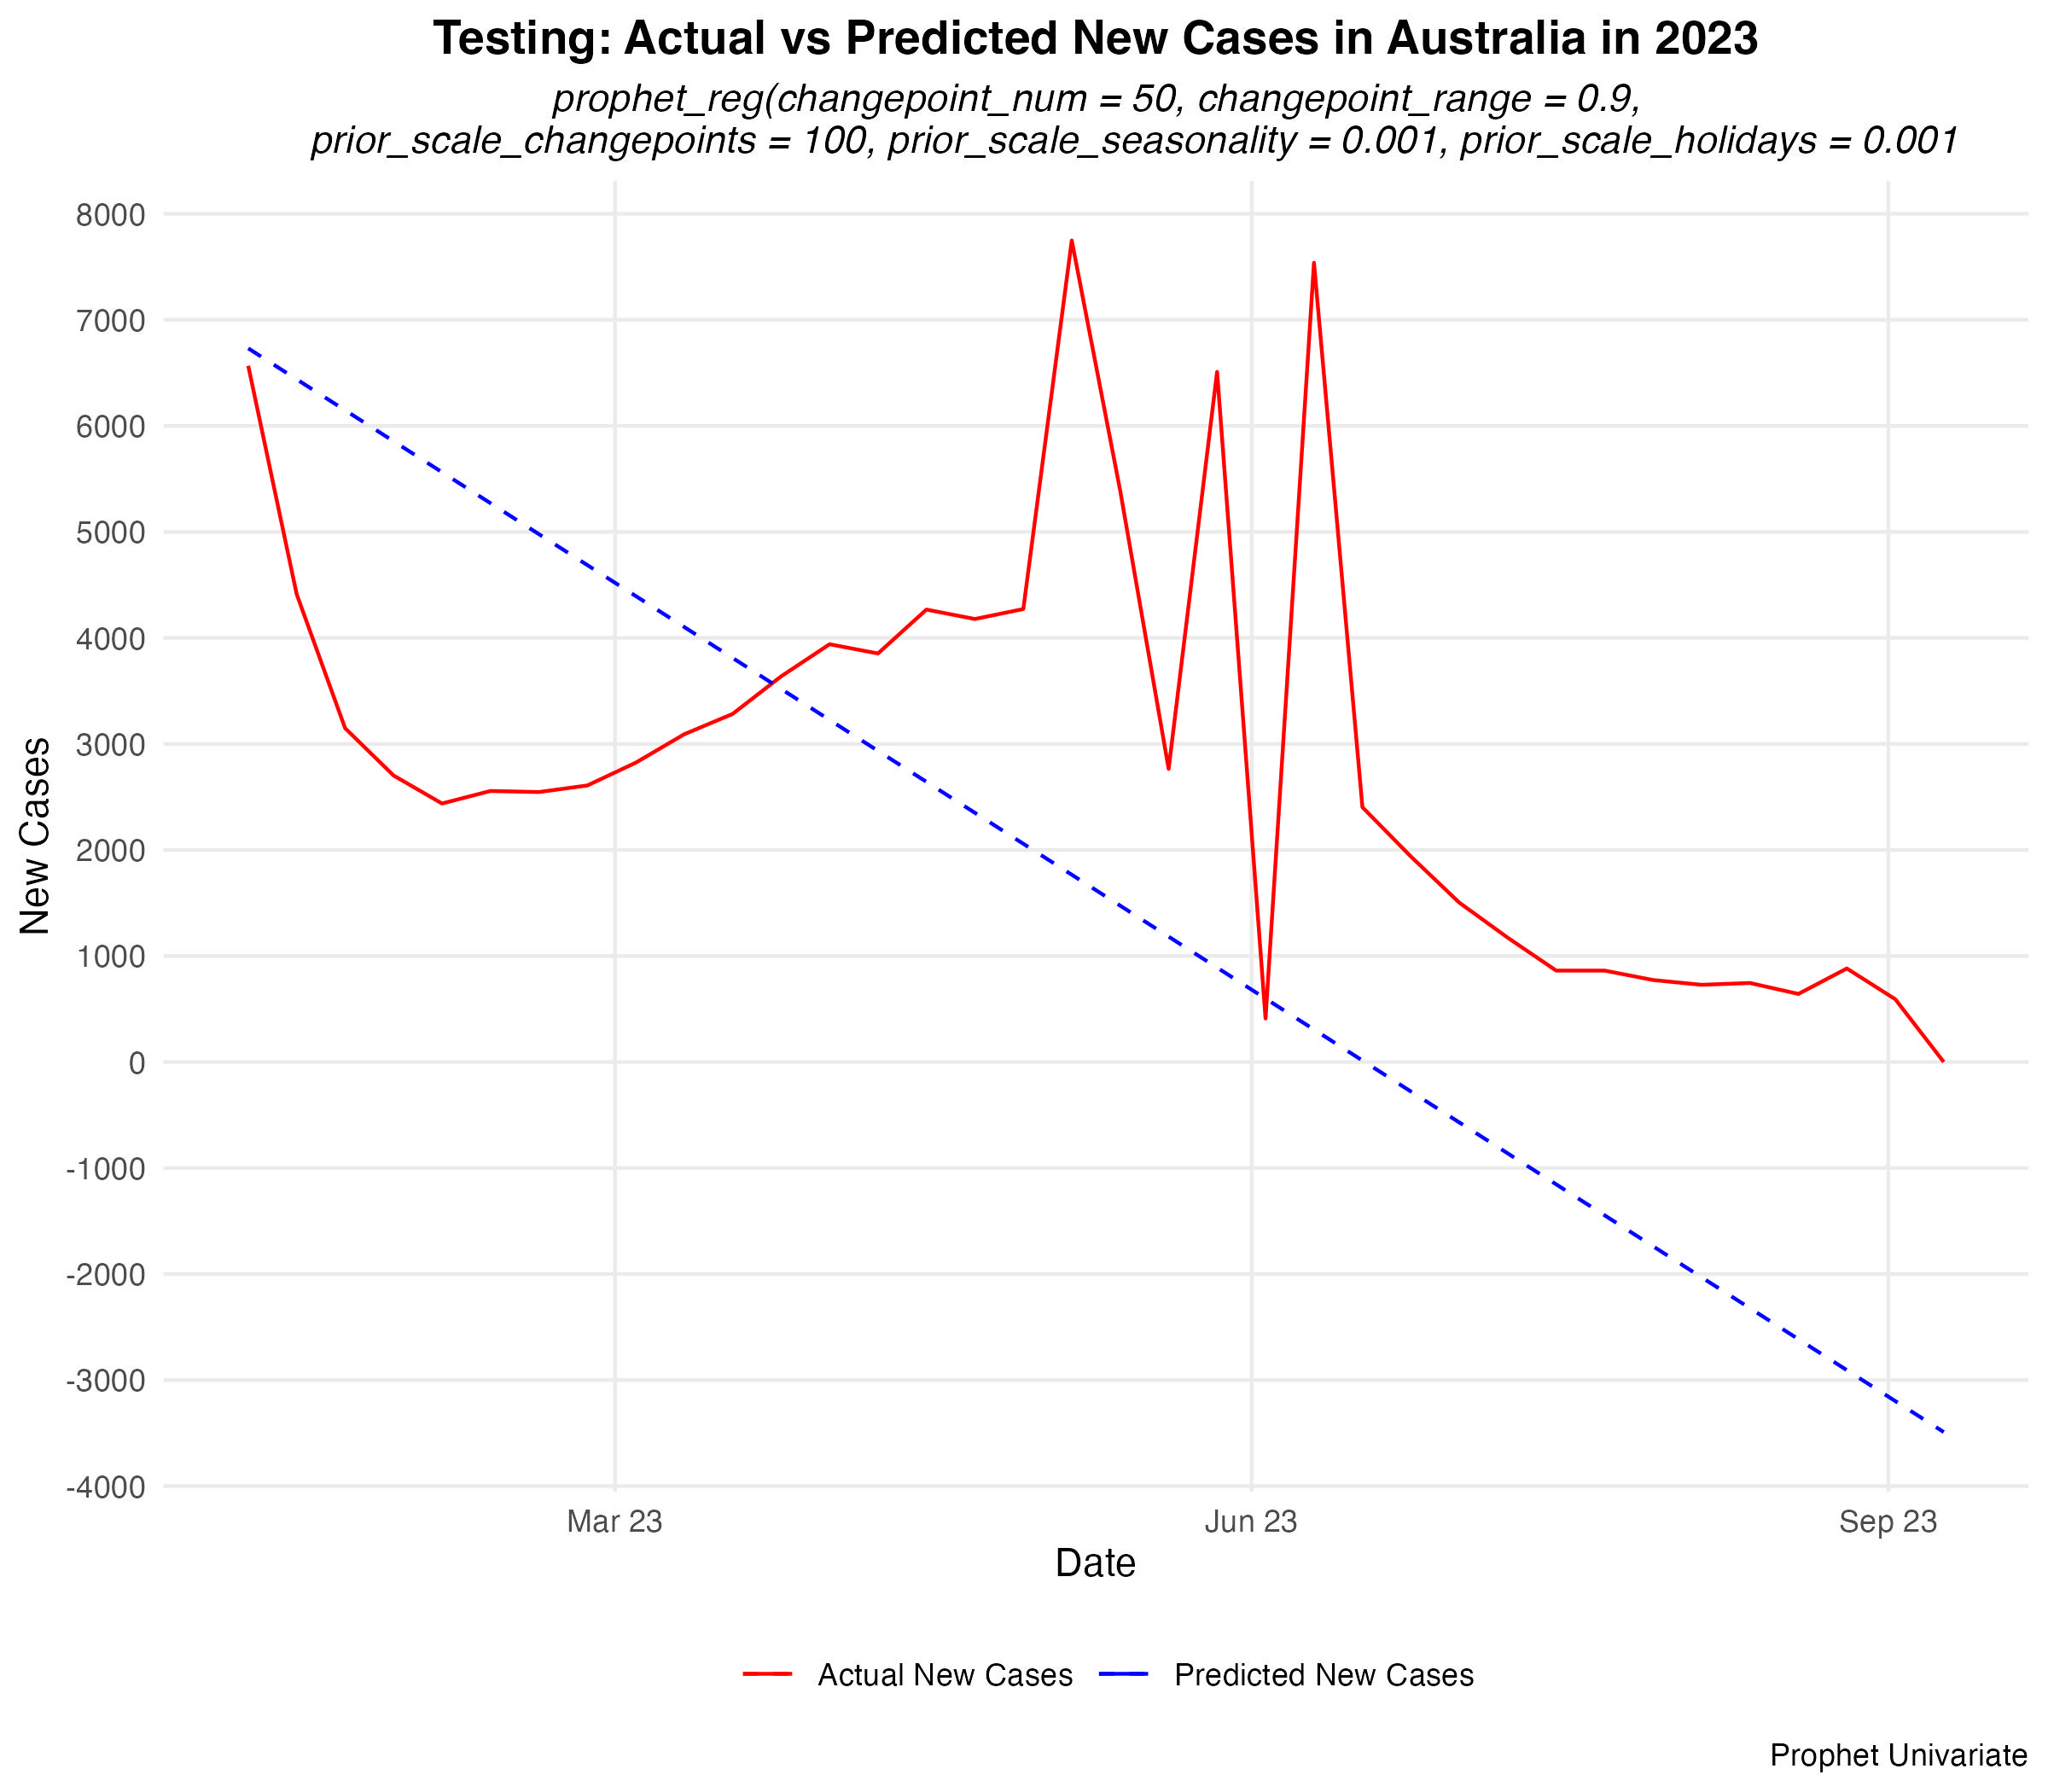 Testing: Actual vs Predicted New Cases in Australia in 2023
prophet_reg(changepoint_num = 50, changepoint_range = 0.9,
prior_scale_changepoints = 100, prior_scale_seasonality = 0.001, prior_scale_holidays = 0.001
8000
7000
6000
5000
4000
3000
2000
1000
0
-1000
-2000
-3000
-4000
New Cases
Mar 23 Jun 23 Sep 23
Date
Actual New Cases Predicted New Cases
Prophet Univariate